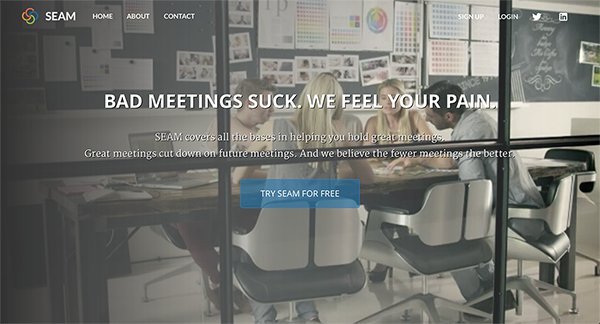 SEAM HOME ABOUT CONTACT SIGN UP LOGIN
BAD MEETINGS SUCK. WE FEEL YOUR PAIN.
SEAM covers all the bases in helping you hold great meetings.
Great meetings cut down on future meetings. And we believe the fewer meetings the better.
TRY SEAM FOR FREE